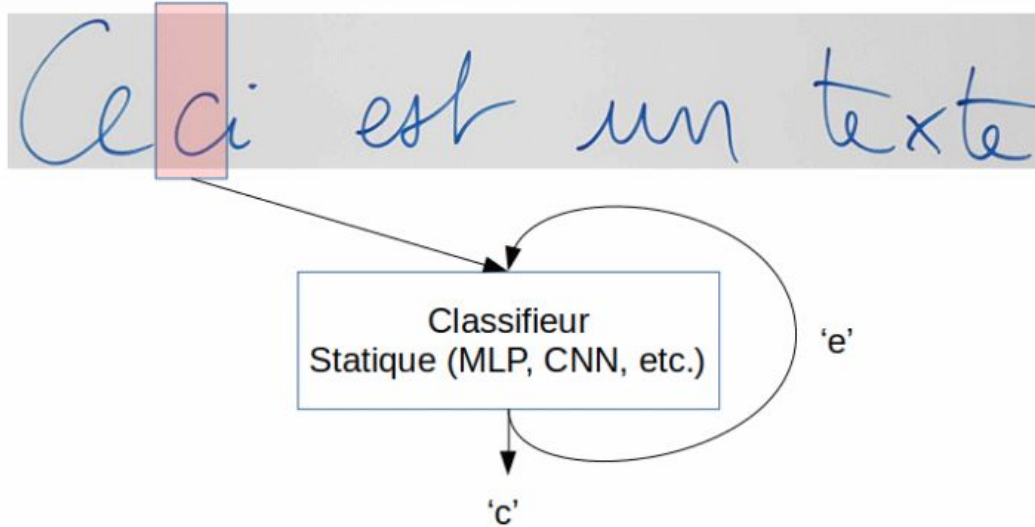 Ceci est un texte
Classifieur
Statique (MLP, CNN, etc.)
‘e’
‘c’